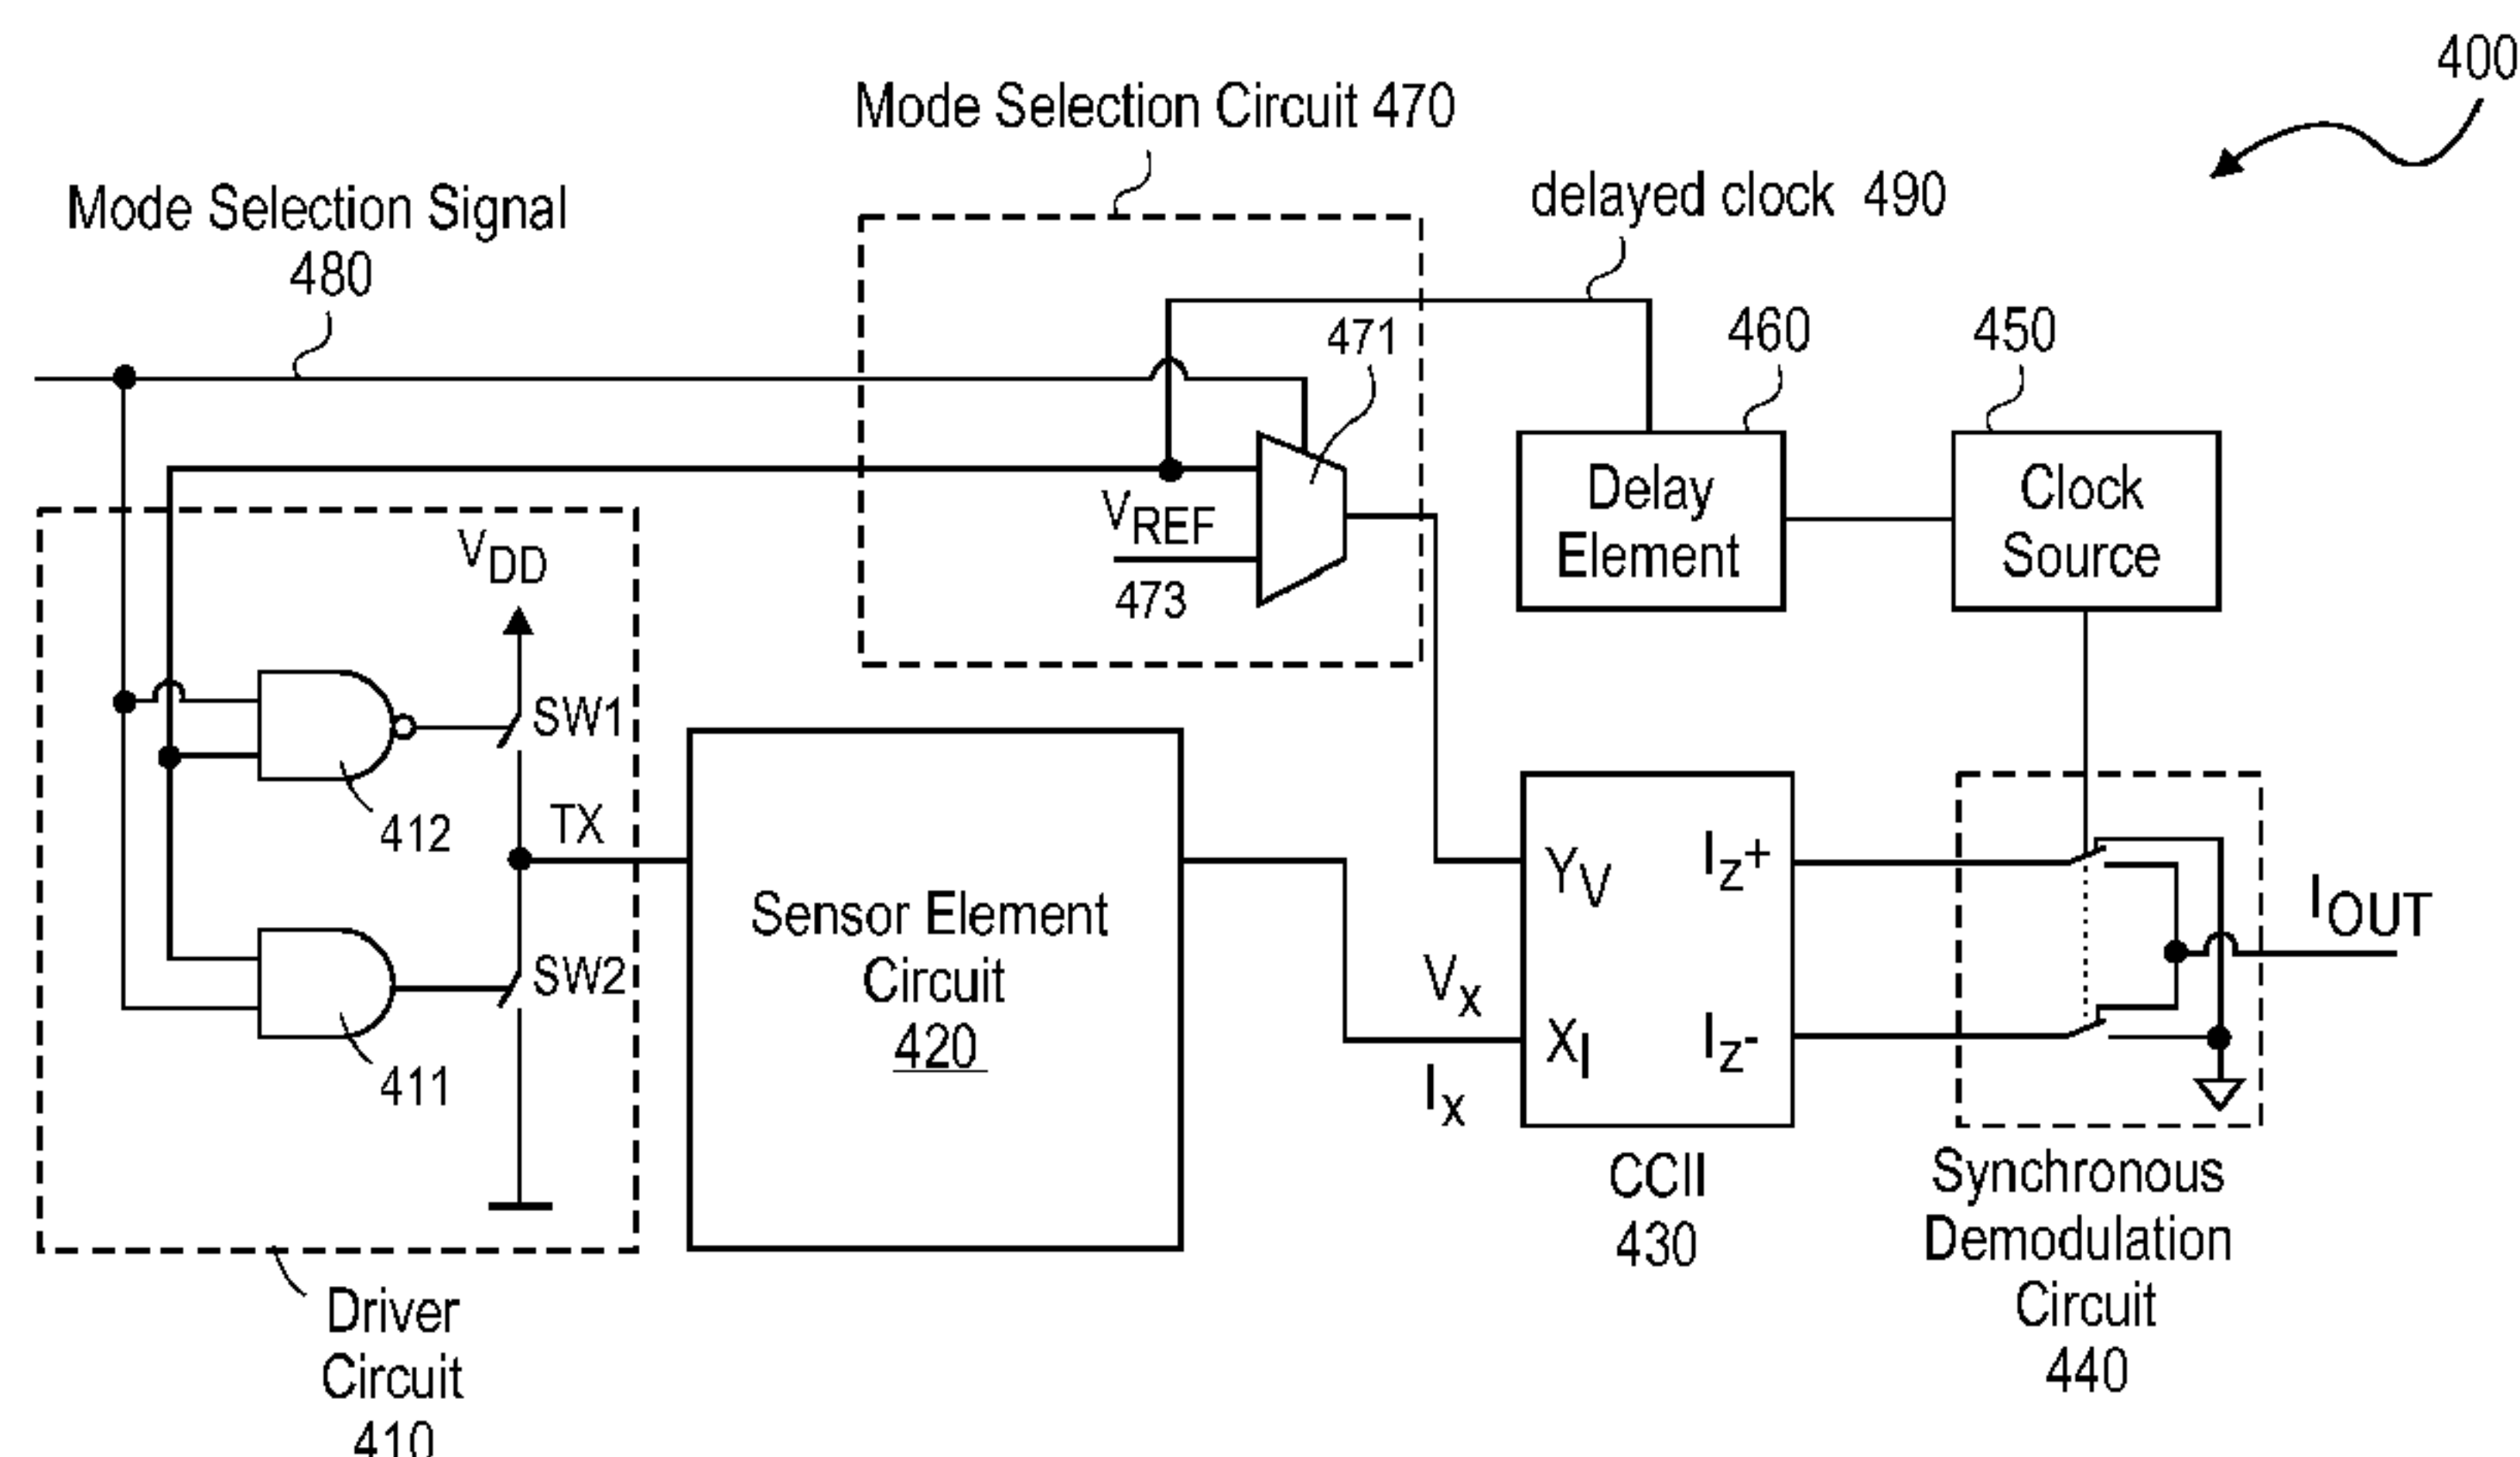 400
Mode Selection Circuit 470
Mode Selection Signal
480
delayed clock 490
471
460
450
Delay
Element
Clock
Source
VREF
473
VDD
SW1
412
TX
SW2
411
Sensor Element
Circuit
420
YV
XI
IZ+
IZ-
VX
IX
IOUT
CCII
430
Synchronous
Demodulation
Circuit
440
Driver
Circuit
410